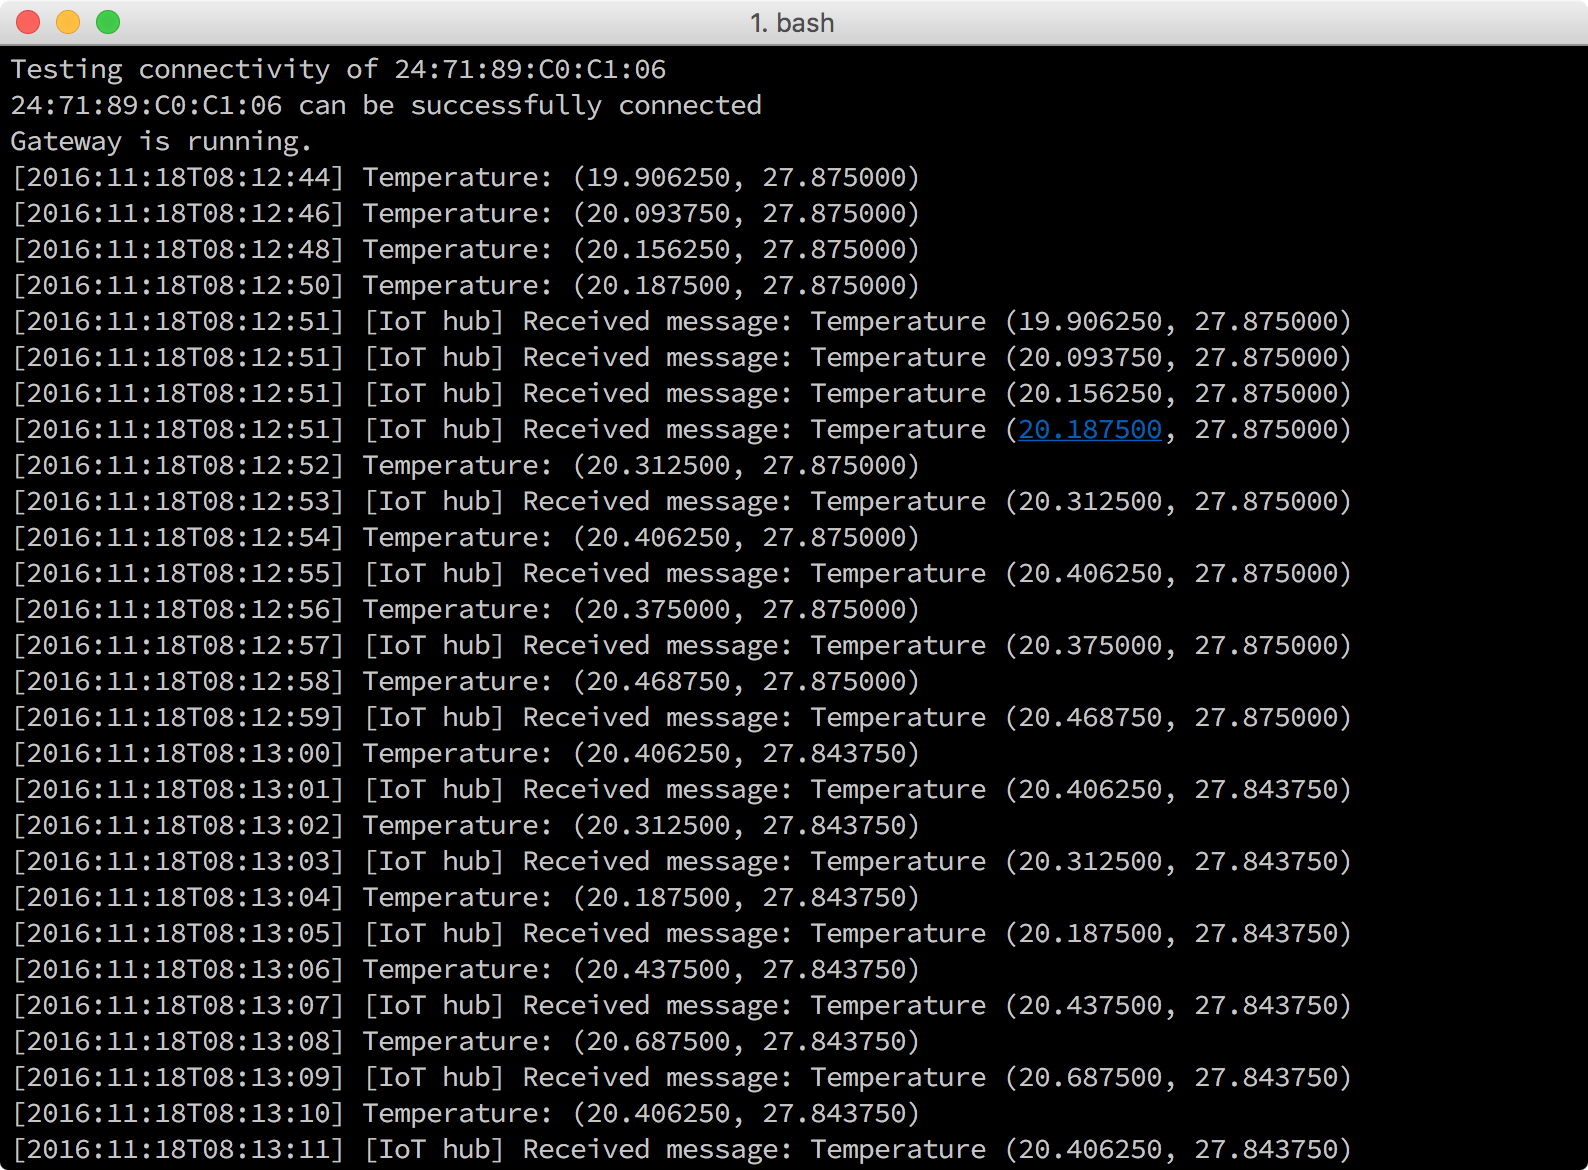 1. bash
Testing connectivity of 24:71:89:C0:C1:06
24:71:89:C0:C1:06 can be successfully connected
Gateway is running.
[2016:11:18T08:12:44] Temperature: (19.906250, 27.875000)
[2016:11:18T08:12:46] Temperature: (20.093750, 27.875000)
[2016:11:18T08:12:48] Temperature: (20.156250, 27.875000)
[2016:11:18T08:12:50] Temperature: (20.187500, 27.875000)
[2016:11:18T08:12:51] [IoT hub] Received message: Temperature (19.906250, 27.875000)
[2016:11:18T08:12:51] [IoT hub] Received message: Temperature (20.093750, 27.875000)
[2016:11:18T08:12:51] [IoT hub] Received message: Temperature (20.156250, 27.875000)
[2016:11:18T08:12:51] [IoT hub] Received message: Temperature (20.187500, 27.875000)
[2016:11:18T08:12:52] Temperature: (20.312500, 27.875000)
[2016:11:18T08:12:53] [IoT hub] Received message: Temperature (20.312500, 27.875000)
[2016:11:18T08:12:54] Temperature: (20.406250, 27.875000)
[2016:11:18T08:12:55] [IoT hub] Received message: Temperature (20.406250, 27.875000)
[2016:11:18T08:12:56] Temperature: (20.375000, 27.875000)
[2016:11:18T08:12:57] [IoT hub] Received message: Temperature (20.375000, 27.875000)
[2016:11:18T08:12:58] Temperature: (20.468750, 27.875000)
[2016:11:18T08:12:59] [IoT hub] Received message: Temperature (20.468750, 27.875000)
[2016:11:18T08:13:00] Temperature: (20.406250, 27.843750)
[2016:11:18T08:13:01] [IoT hub] Received message: Temperature (20.406250, 27.843750)
[2016:11:18T08:13:02] Temperature: (20.312500, 27.843750)
[2016:11:18T08:13:03] [IoT hub] Received message: Temperature (20.312500, 27.843750)
[2016:11:18T08:13:04] Temperature: (20.187500, 27.843750)
[2016:11:18T08:13:05] [IoT hub] Received message: Temperature (20.187500, 27.843750)
[2016:11:18T08:13:06] Temperature: (20.437500, 27.843750)
[2016:11:18T08:13:07] [IoT hub] Received message: Temperature (20.437500, 27.843750)
[2016:11:18T08:13:08] Temperature: (20.687500, 27.843750)
[2016:11:18T08:13:09] [IoT hub] Received message: Temperature (20.687500, 27.843750)
[2016:11:18T08:13:10] Temperature: (20.406250, 27.843750)
[2016:11:18T08:13:11] [IoT hub] Received message: Temperature (20.406250, 27.843750)